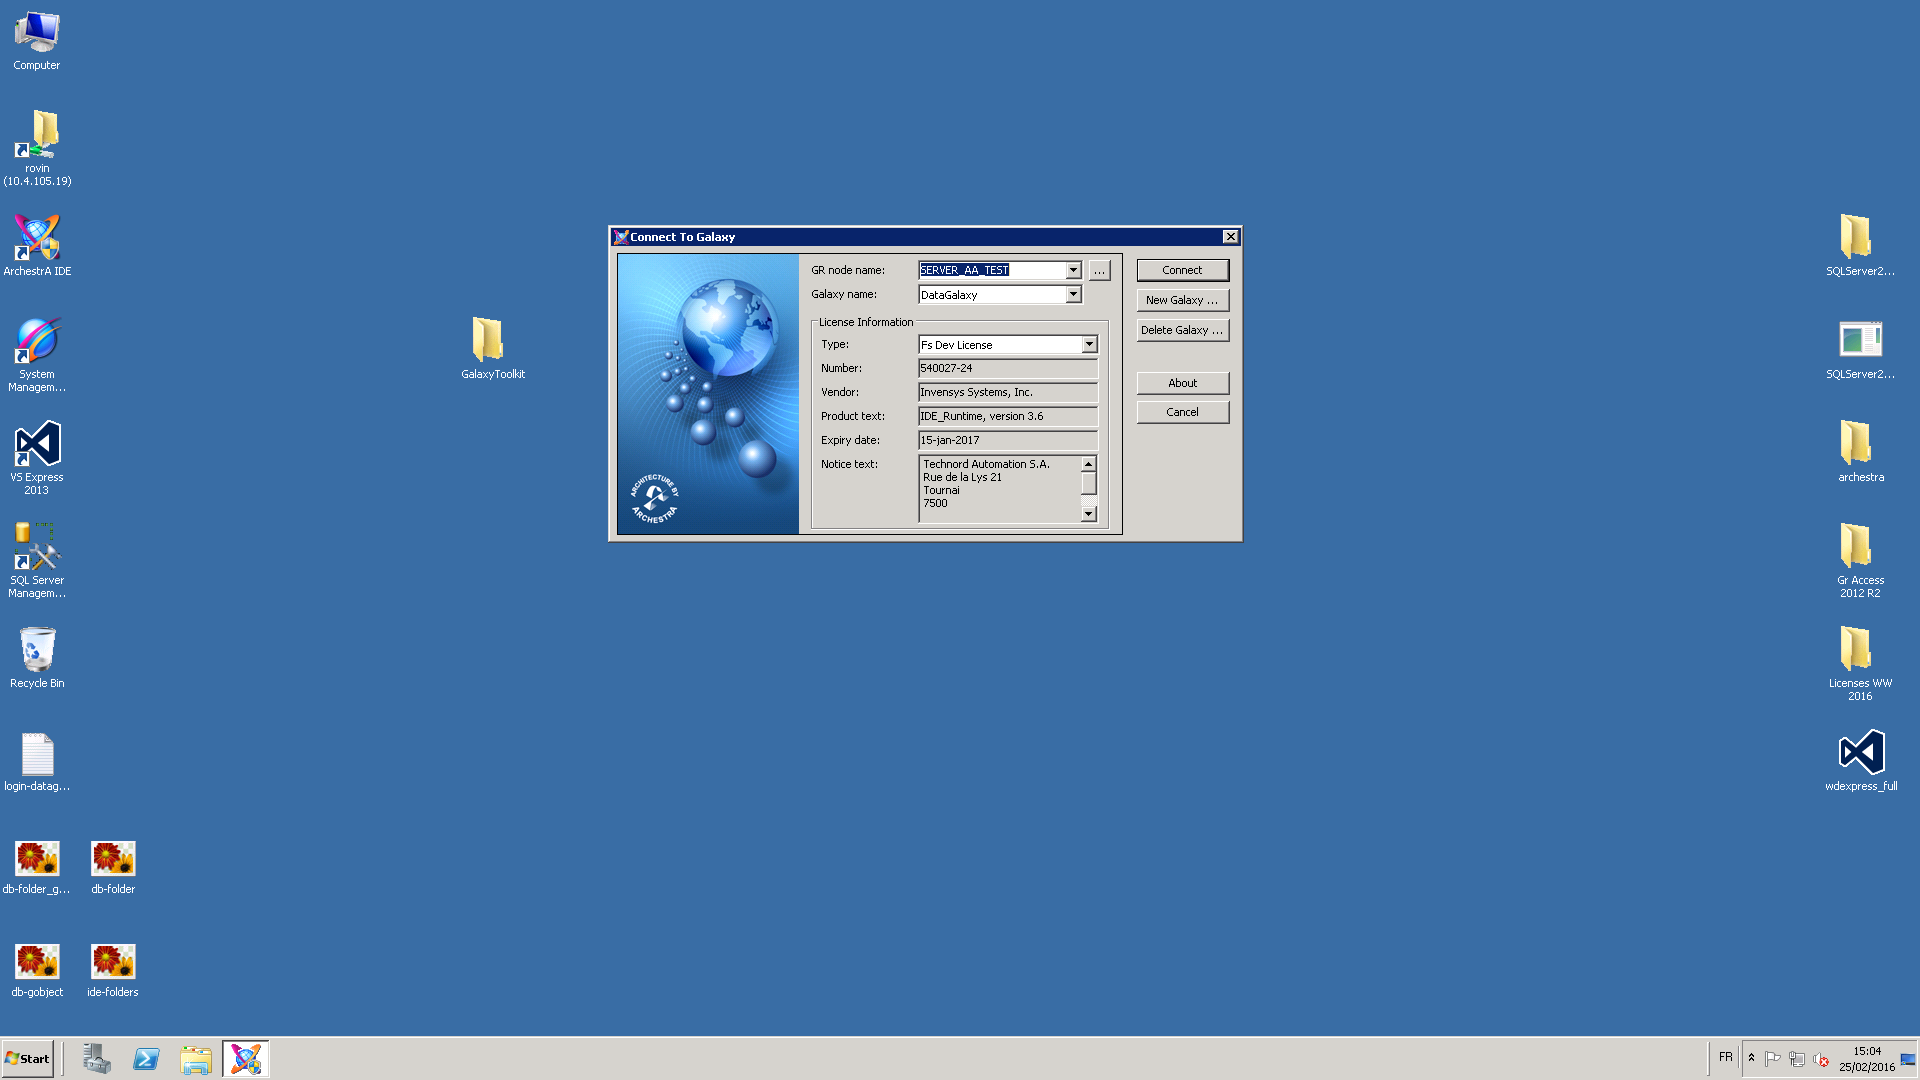 Computer
rovin
(10.4.105.19)
ArchestrA IDE
System
Managem...
VS Express
2013
SQL Server
Managem...
Recycle Bin
login-datag...
db-folder_g...
db-folder
db-gobject
ide-folders
GalaxyToolkit
Connect To Galaxy
GR node name:
SERVER_AA_TEST
...
Galaxy name:
DataGalaxy
License Information
Type:
Fs Dev License
Number:
540027-24
Vendor:
Invensys Systems, Inc.
Product text:
IDE_Runtime, version 3.6
Expiry date:
15-jan-2017
Notice text:
Technord Automation S.A.
Rue de la Lys 21
Tournai
7500
ARCHITECTURE BY
ARCHESTRA
Connect
New Galaxy ...
Delete Galaxy ...
About
Cancel
SQLServer2...
SQLServer2...
archestra
Gr Access
2012 R2
Licenses WW
2016
wdexpress_full
Start
FR
15:04
25/02/2016